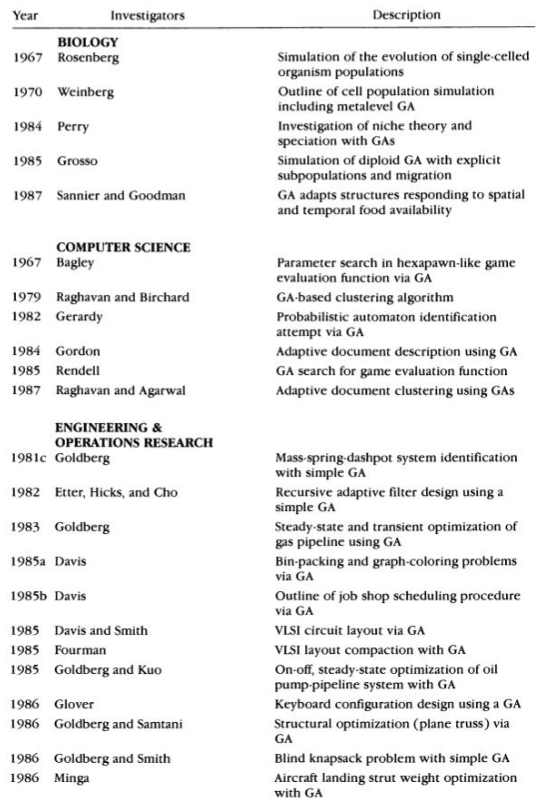 Year Investigators Description
BIOLOGY
1967 Rosenberg Simulation of the evolution of single-celled
organism populations
1970 Weinberg Outline of cell population simulation
including metalevel GA
1984 Perry Investigation of niche theory and
speciation with GAs
1985 Grosso Simulation of diploid GA with explicit
subpopulations and migration
1987 Sannier and Goodman GA adapts structures responding to spatial
and temporal food availability
COMPUTER SCIENCE
1967 Bagley Parameter search in hexapawn-like game
evaluation function via GA
1979 Raghavan and Birchard GA-based clustering algorithm
1982 Gerardy Probabilistic automaton identification
attempt via GA
1984 Gordon Adaptive document description using GA
1985 Rendell GA search for game evaluation function
1987 Raghavan and Agarwal Adaptive document clustering using GAs
ENGINEERING &
OPERATIONS RESEARCH
1981c Goldberg Mass-spring-dashpot system identification
with simple GA
1982 Etter, Hicks, and Cho Recursive adaptive filter design using a
simple GA
1983 Goldberg Steady-state and transient optimization of
gas pipeline using GA
1985a Davis Bin-packing and graph-coloring problems
via GA
1985b Davis Outline of job shop scheduling procedure
via GA
1985 Davis and Smith VLSI circuit layout via GA
1985 Fourman VLSI layout compaction with GA
1985 Goldberg and Kuo On-off, steady-state optimization of oil
pump-pipeline system with GA
1986 Glover Keyboard configuration design using a GA
1986 Goldberg and Samtani Structural optimization (plane truss) via
GA
1986 Goldberg and Smith Blind knapsack problem with simple GA
1986 Minga Aircraft landing strut weight optimization
with GA